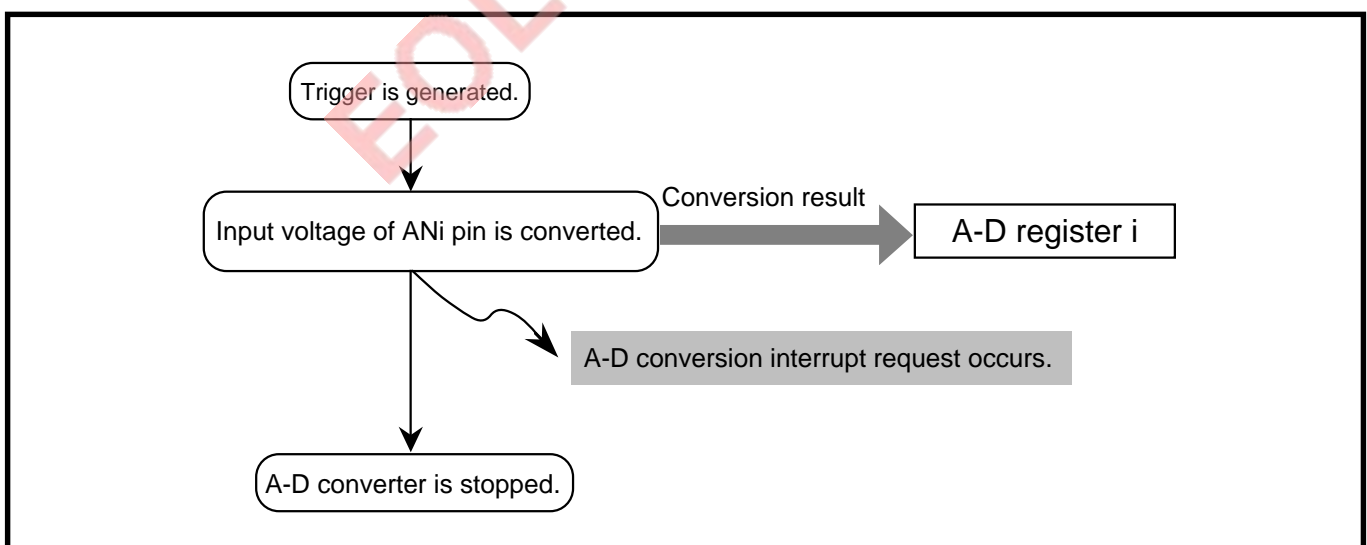 Trigger is generated.
Conversion result
Input voltage of ANi pin is converted.
A-D register i
A-D conversion interrupt request occurs.
A-D converter is stopped.